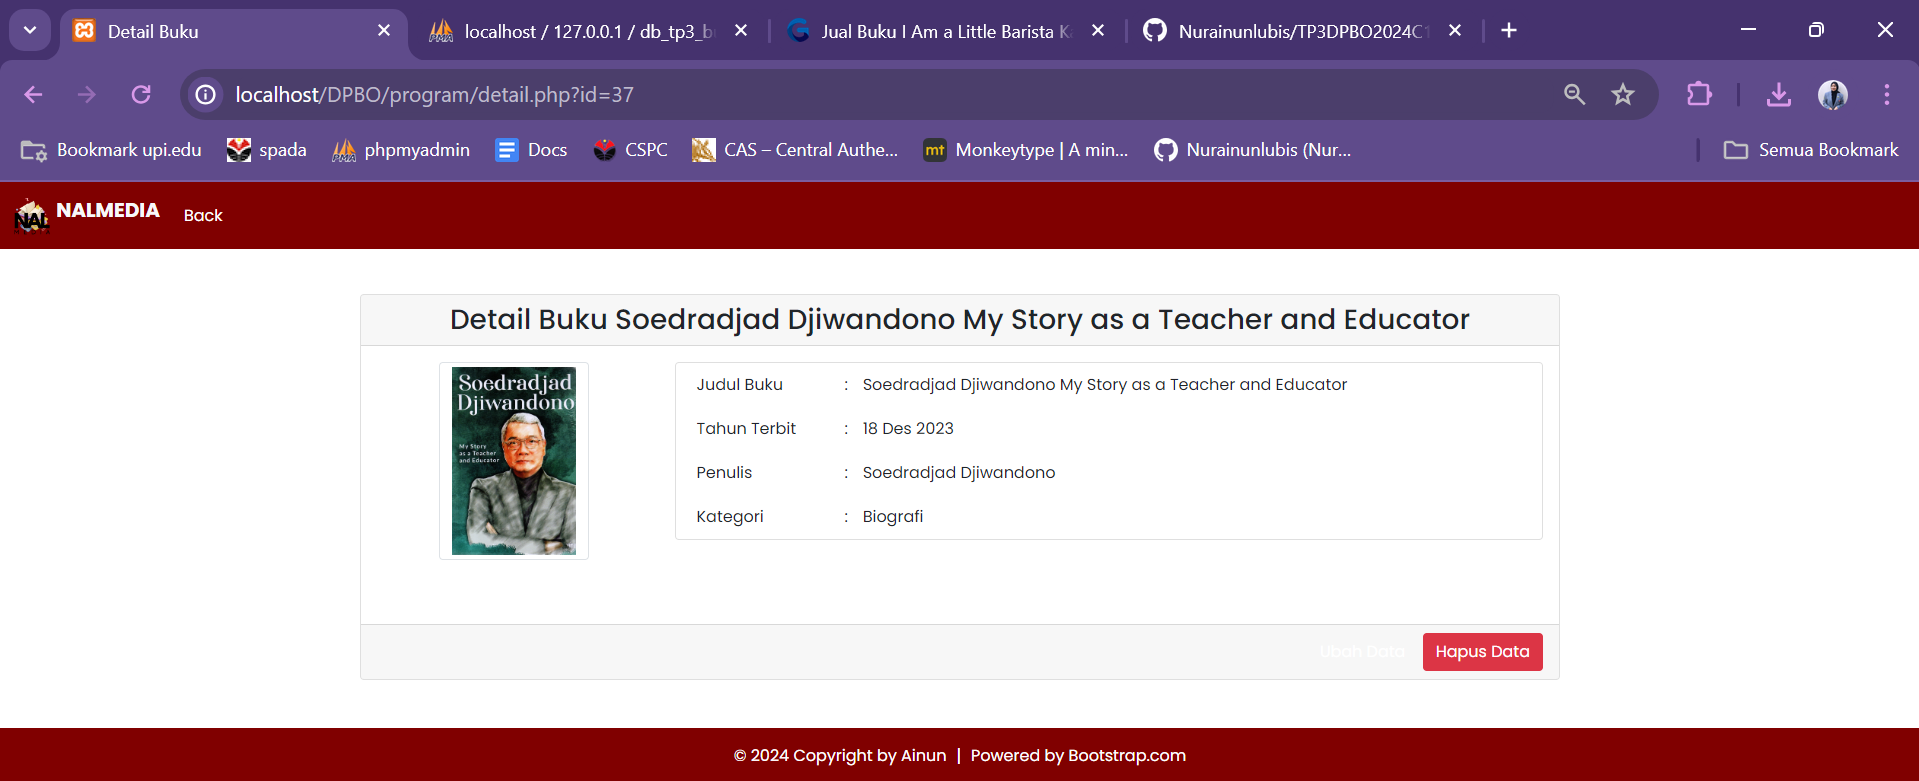 Detail Buku
localhost / 127.0.0.1 / db_tp3_b
Jual Buku I Am a Little Barista K
Nurainunlubis/TP3DPBO2024C1
localhost/DPBO/program/detail.php?id=37
Bookmark upi.edu
spada
phpmyadmin
Docs
CSPC
CAS – Central Authe...
mt
Monkeytype | A min...
Nurainunlubis (Nur...
Semua Bookmark
NAL
NALMEDIA
Back
Detail Buku Soedradjad Djiwandono My Story as a Teacher and Educator
Soedradjad
Djiwandono
My Story
as a Teacher
and Educator
Judul Buku : Soedradjad Djiwandono My Story as a Teacher and Educator
Tahun Terbit : 18 Des 2023
Penulis : Soedradjad Djiwandono
Kategori : Biografi
Ubah Data
Hapus Data
© 2024 Copyright by Ainun | Powered by Bootstrap.com